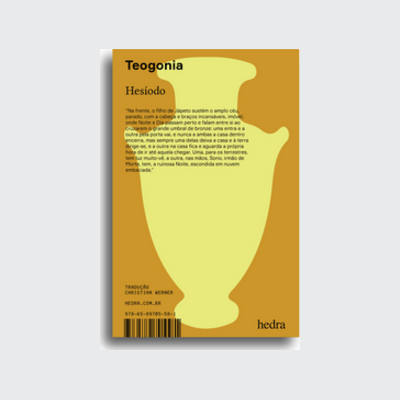 Teogonia
Hesíodo
"Na frente, o filho de Jápeto sustém o amplo céu,
parado, com a cabeça e braços incansáveis, imóvel,
onde Noite e Dia passam perto e falam entre si ao
cruzarem o grande umbral de bronze: uma entra e a
outra pela porta vai, e nunca a ambas a casa dentro
encerra, mas sempre uma delas deixa a casa e à terra
dirige-se, e a outra na casa fica e aguarda a própria
hora de ir até aquela chegar. Uma, para os terrestres,
tem luz muito-vê, a outra, nas mãos, Sono, irmão de
Morte, tem, a ruinosa Noite, escondida em nuvem
embaciada."
TRADUÇÃO
CHRISTIAN WERNER
HEDRA.COM.BR
hedra